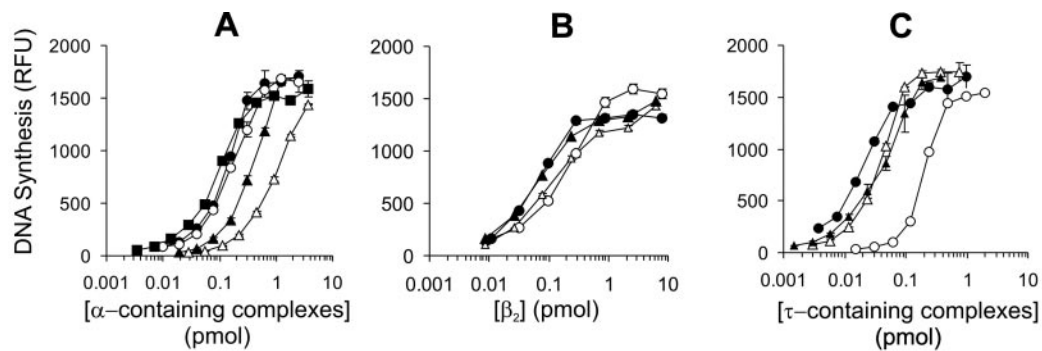 A B C
DNA Synthesis (RFU)
2000 2000 2000
1500 1500 1500
1000 1000 1000
500 500 500
0 0 0
0.001 0.01 0.1 1 10 0.001 0.01 0.1 1 10 0.001 0.01 0.1 1 10
[α−containing complexes] [β₂] (pmol) [τ-containing complexes]
(pmol) (pmol)